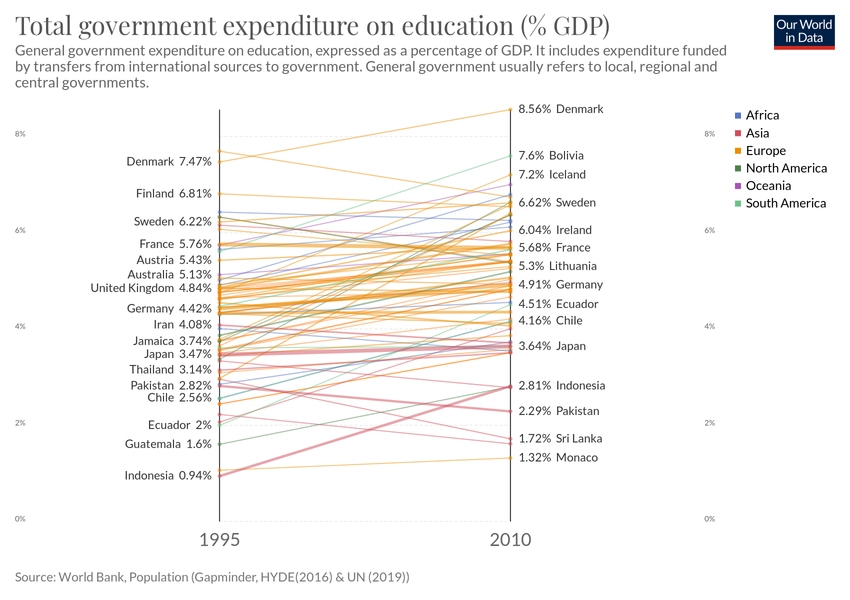 Total government expenditure on education (% GDP)
Our World
in Data
General government expenditure on education, expressed as a percentage of GDP. It includes expenditure funded
by transfers from international sources to government. General government usually refers to local, regional and
central governments.
8%
6%
4%
2%
0%
Denmark 7.47%
Finland 6.81%
Sweden 6.22%
France 5.76%
Austria 5.43%
Australia 5.13%
United Kingdom 4.84%
Germany 4.42%
Iran 4.08%
Jamaica 3.74%
Japan 3.47%
Thailand 3.14%
Pakistan 2.82%
Chile 2.56%
Ecuador 2%
Guatemala 1.6%
Indonesia 0.94%
8.56% Denmark
7.6% Bolivia
7.2% Iceland
6.62% Sweden
6.04% Ireland
5.68% France
5.3% Lithuania
4.91% Germany
4.51% Ecuador
4.16% Chile
3.64% Japan
2.81% Indonesia
2.29% Pakistan
1.72% Sri Lanka
1.32% Monaco
8%
6%
4%
2%
0%
Africa
Asia
Europe
North America
Oceania
South America
1995
2010
Source: World Bank, Population (Gapminder, HYDE(2016) & UN (2019))